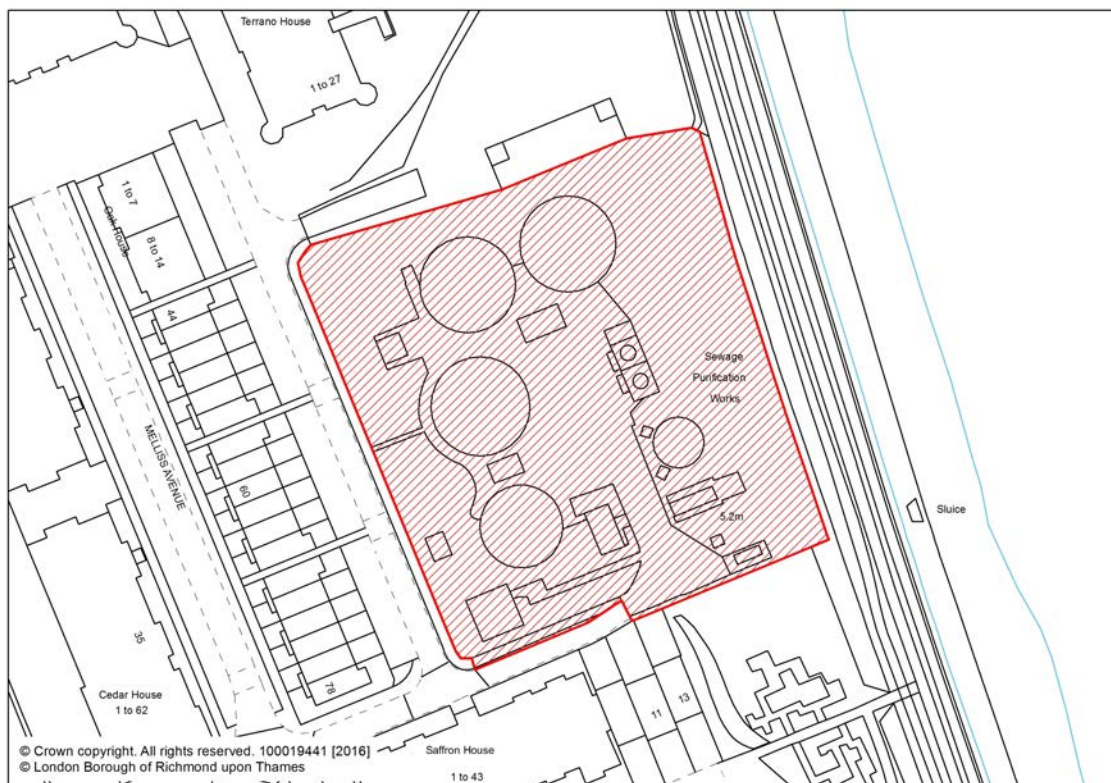 Terrano House
1 to 27
1 to 7
Oak House
8 to 14
44
Sewage
Purification
Works
MELLISS AVENUE
60
5.2m
Sluice
35
78
11
13
Cedar House
1 to 62
Saffron House
1 to 43
© Crown copyright. All rights reserved. 100019441 [2016]
© London Borough of Richmond upon Thames